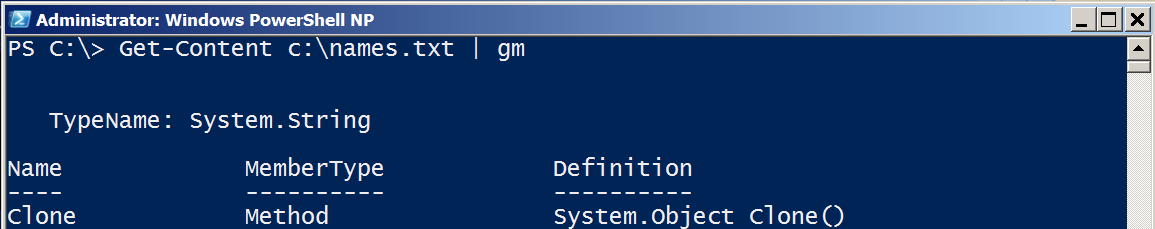 Administrator: Windows PowerShell NP
PS C:\> Get-Content c:\names.txt | gm
TypeName: System.String
Name MemberType Definition
---- ---------- ----------
Clone Method System.Object Clone()